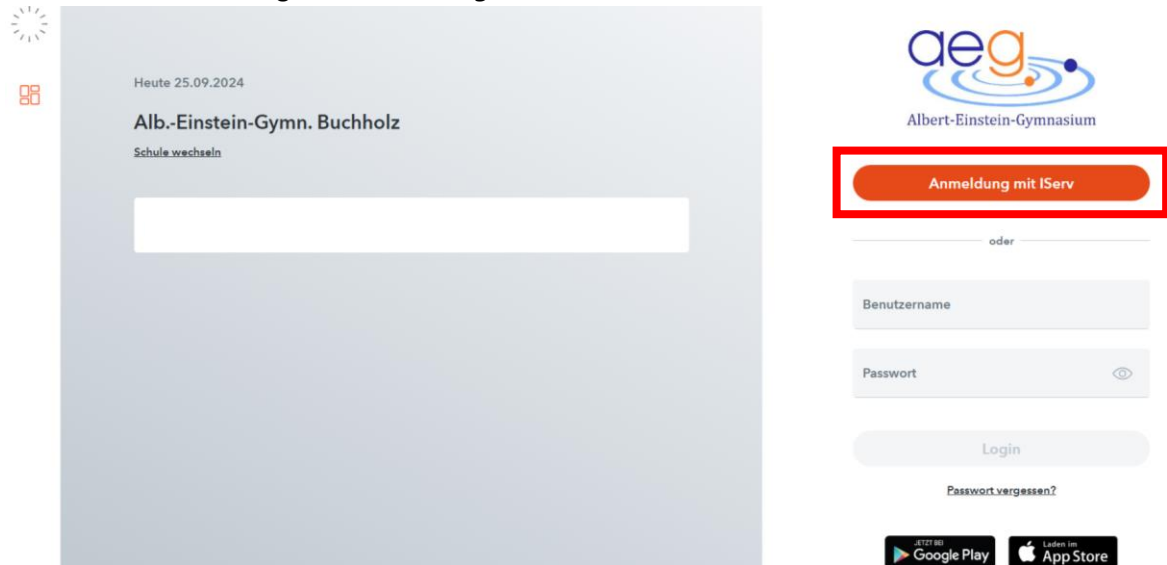 Heute 25.09.2024
Alb.-Einstein-Gymn. Buchholz
Schule wechseln
aeg
Albert-Einstein-Gymnasium
Anmeldung mit IServ
oder
Benutzername
Passwort
Login
Passwort vergessen?
JETZT BEI
Google Play
Laden im
App Store